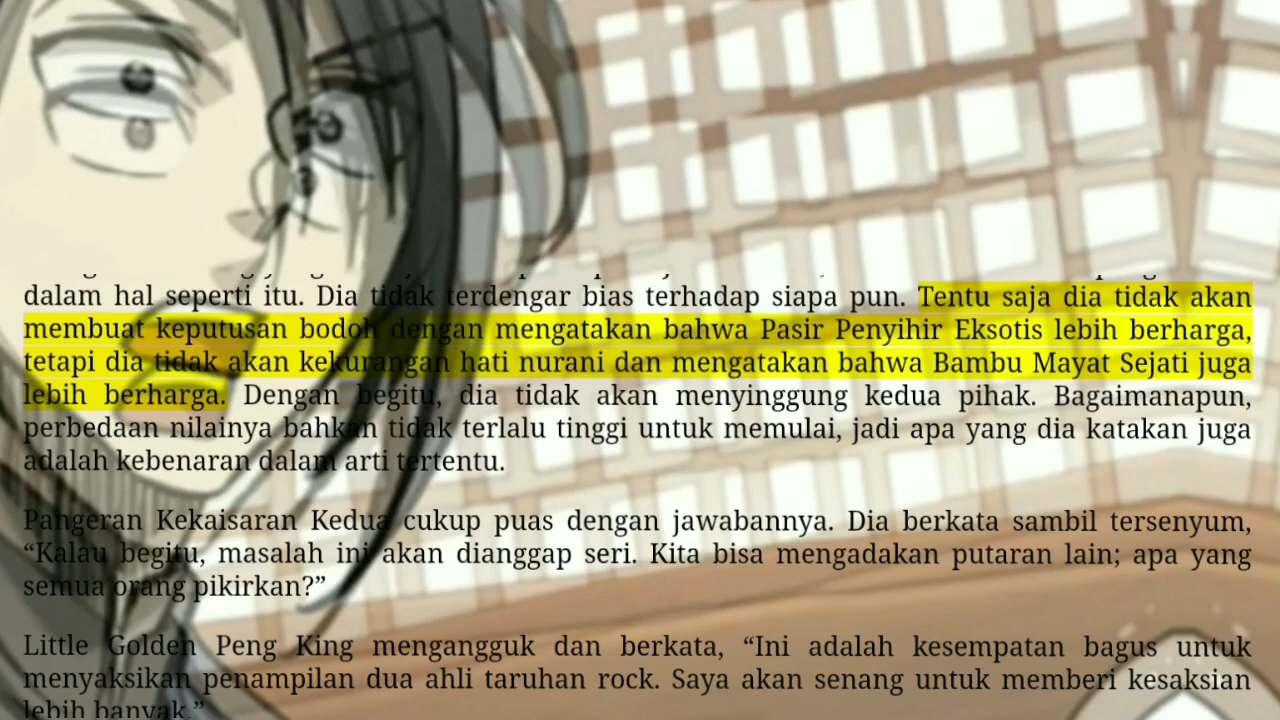 dalam hal seperti itu. Dia tidak terdengar bias terhadap siapa pun. Tentu saja dia tidak akan
membuat keputusan bodoh dengan mengatakan bahwa Pasir Penyihir Eksotis lebih berharga,
tetapi dia tidak akan kekurangan hati nurani dan mengatakan bahwa Bambu Mayat Sejati juga
lebih berharga. Dengan begitu, dia tidak akan menyinggung kedua pihak. Bagaimanapun,
perbedaan nilainya bahkan tidak terlalu tinggi untuk memulai, jadi apa yang dia katakan juga
adalah kebenaran dalam arti tertentu.
Pangeran Kekaisaran Kedua cukup puas dengan jawabannya. Dia berkata sambil tersenyum,
“Kalau begitu, masalah ini akan dianggap seri. Kita bisa mengadakan putaran lain; apa yang
semua orang pikirkan?”
Little Golden Peng King mengangguk dan berkata, “Ini adalah kesempatan bagus untuk
menyaksikan penampilan dua ahli taruhan rock. Saya akan senang untuk memberi kesaksian
lebih banyak.”